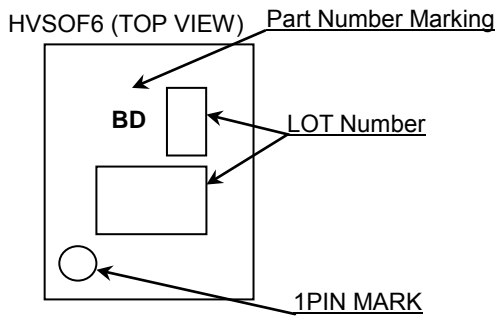 HVSOF6 (TOP VIEW)
Part Number Marking
BD
LOT Number
1PIN MARK